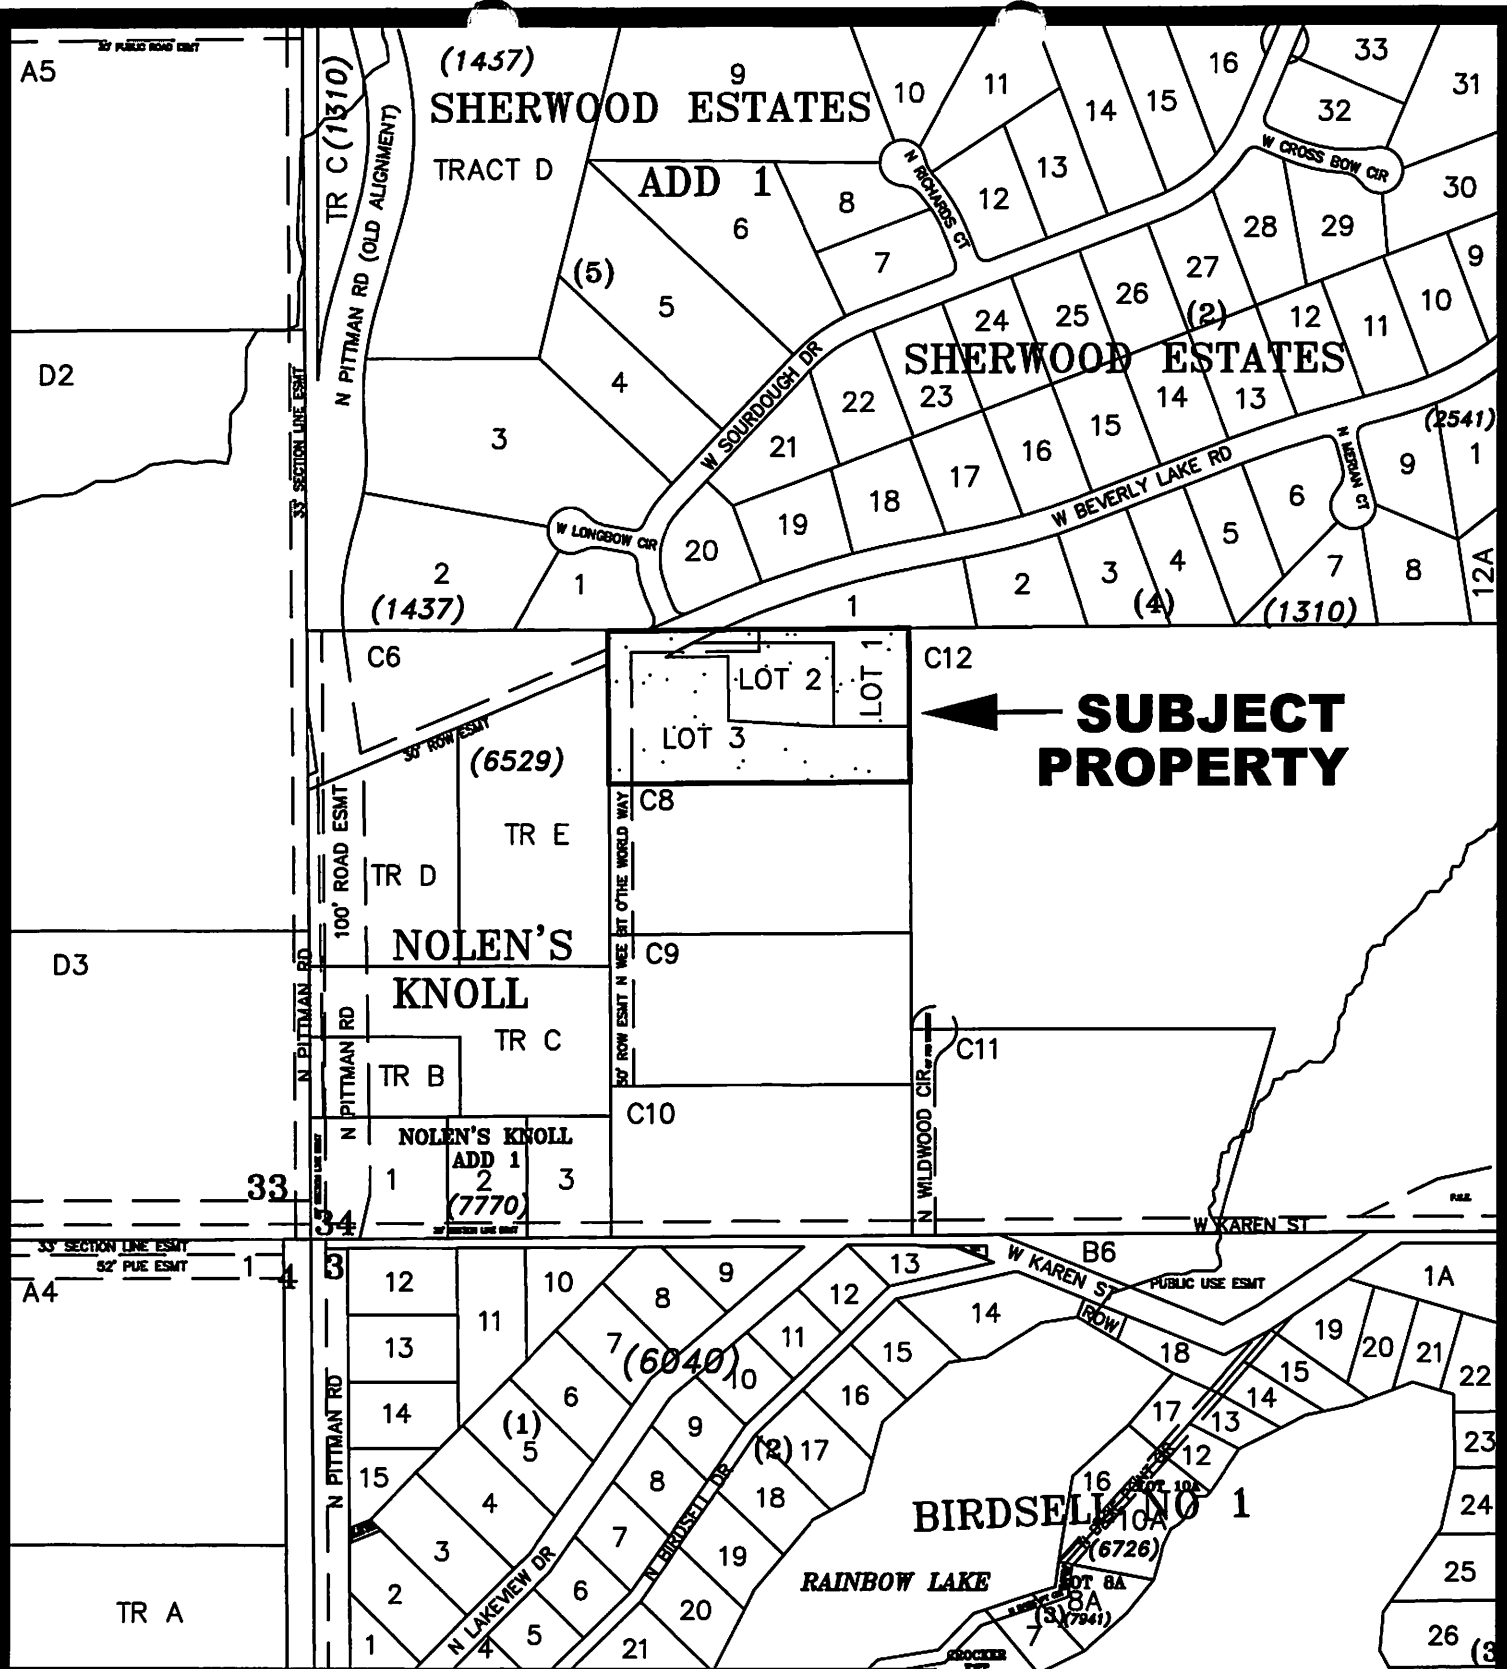 33' PUBLIC ROAD ESMT
A5
TR C (1310)
N PITTMAN RD (OLD ALIGNMENT)
(1457)
9
SHERWOOD ESTATES
TRACT D
ADD 1
10
11
16
33
31
14
15
32
W CROSS BOW CIR
N RICHARDS CT
13
12
30
8
6
7
28
29
(5)
27
9
5
26
10
24
25
(2)
12
11
SHERWOOD ESTATES
D2
4
W SOURDOUGH DR
22
23
14
13
15
(2541)
3
21
16
N MERIAN CT
9
1
33' SECTION LINE ESMT
17
W BEVERLY LAKE RD
18
6
19
W LONGBOW CIR
20
5
2
1
4
7
8
12A
3
2
(1437)
1
(4)
(1310)
C6
LOT 2
LOT 1
C12
LOT 3
SUBJECT
PROPERTY
50' ROW ESMT
(6529)
C8
TR E
TR D
100' ROAD ESMT
50' ROW ESMT N WEE BIT O'THE WORLD WAY
NOLEN'S
KNOLL
D3
C9
N PITTMAN RD
N PITTMAN RD
TR C
C11
TR B
N WILDWOOD CIR
C10
NOLEN'S KNOLL
ADD 1
1
2
3
(7770)
33
34
W KAREN ST
P.U.E.
33' SECTION LINE ESMT
52' PUE ESMT
1
4
3
A4
12
10
9
13
W KAREN ST
B6
PUBLIC USE ESMT
1A
8
12
11
14
ROW
7
11
19
13
(6040)
15
18
20
21
10
15
22
6
16
14
N PITTMAN RD
14
(1)
9
17
13
5
(2)
17
12
23
15
8
16
LOT 10A
4
18
BIRDSELL NO 1
10A
24
7
(6726)
3
N BIRDSELL DR
19
RAINBOW LAKE
LOT 8A
8A
25
2
N LAKEVIEW DR
6
(3)
(7941)
TR A
20
7
5
1
4
21
CROCKER
26
(3